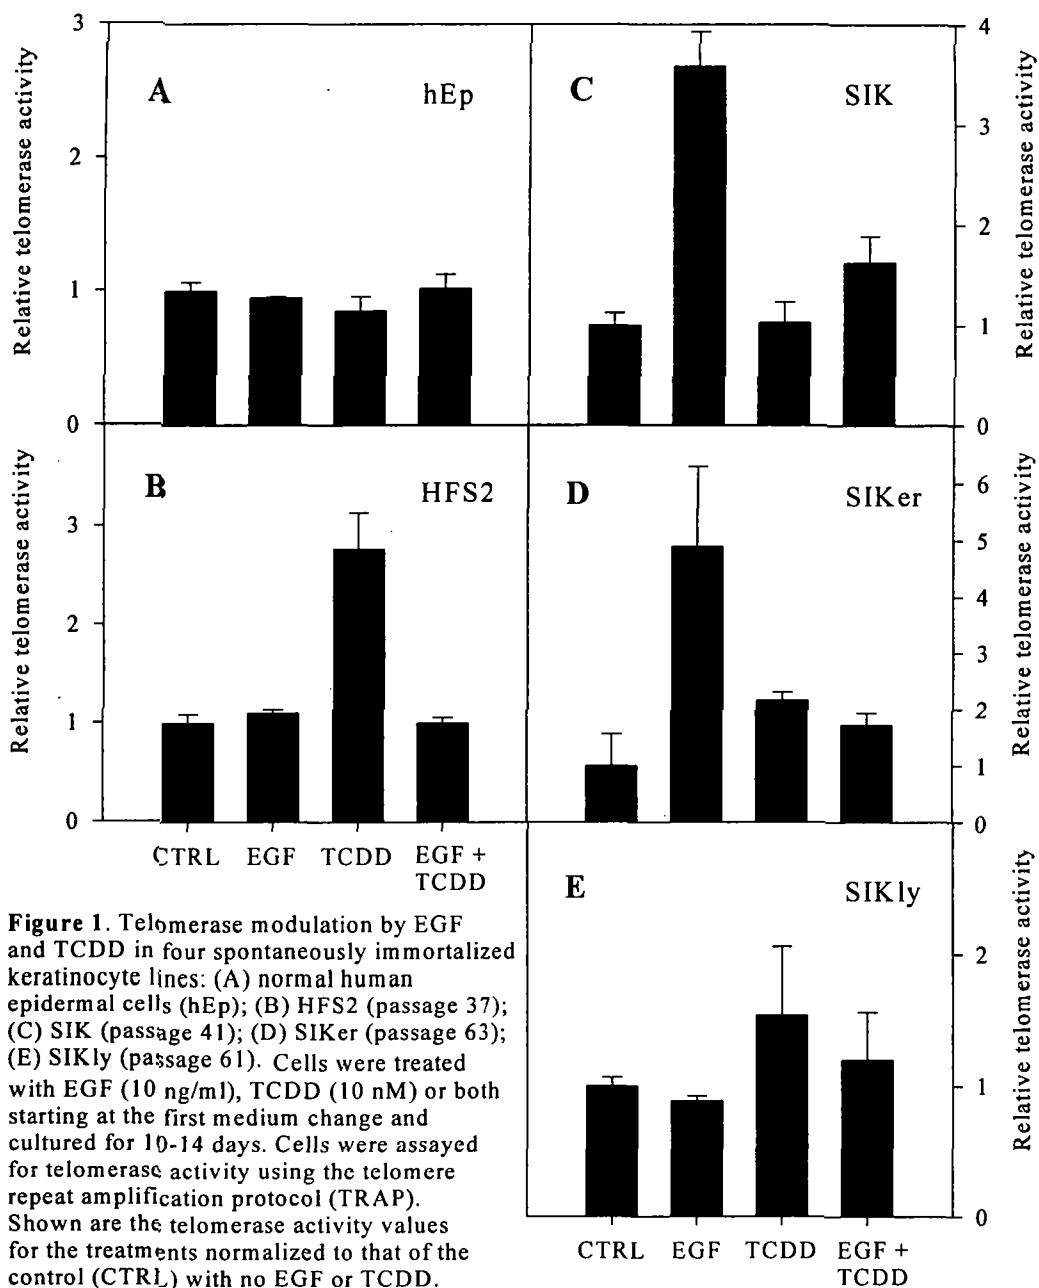 3
2
1
0
Relative telomerase activity
A
hEp
4
3
2
1
0
Relative telomerase activity
C
SIK
3
2
1
0
Relative telomerase activity
B
HFS2
CTRL EGF TCDD EGF +
TCDD
6
5
4
3
2
1
0
Relative telomerase activity
D
SIKer
2
1
0
Relative telomerase activity
E
SIKly
CTRL EGF TCDD EGF +
TCDD
Figure 1. Telomerase modulation by EGF
and TCDD in four spontaneously immortalized
keratinocyte lines: (A) normal human
epidermal cells (hEp); (B) HFS2 (passage 37);
(C) SIK (passage 41); (D) SIKer (passage 63);
(E) SIKly (passage 61). Cells were treated
with EGF (10 ng/ml), TCDD (10 nM) or both
starting at the first medium change and
cultured for 10-14 days. Cells were assayed
for telomerase activity using the telomere
repeat amplification protocol (TRAP).
Shown are the telomerase activity values
for the treatments normalized to that of the
control (CTRL) with no EGF or TCDD.